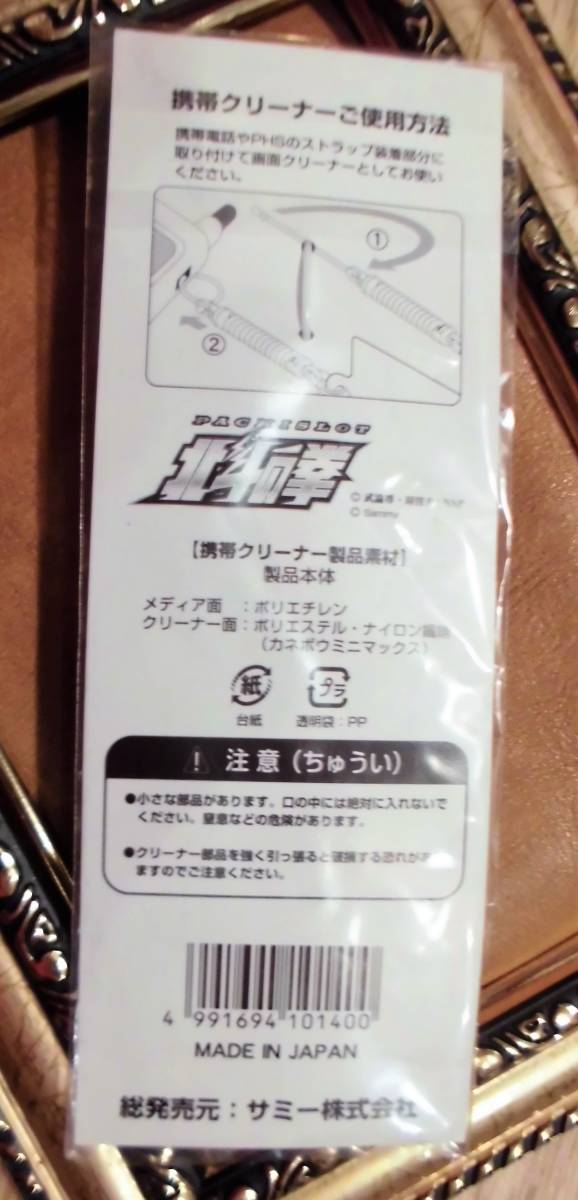 携帯クリーナーご使用方法
携帯電話やPHSのストラップ装着部分に
取り付けて画面クリーナーとしてお使い
ください。
①
②
PACHISLOT
北斗の拳
© 武論尊・
© Sammy
【携帯クリーナー製品素材】
製品本体
メディア面 :ポリエチレン
クリーナー面:ポリエステル・ナイロン
(カネボウミニマックス)
紙
プラ
台紙
透明袋:PP
! 注意(ちゅうい)
●小さな部品があります。口の中には絶対に入れないで
ください。窒息などの危険があります。
●クリーナー部品を強く引っ張ると破損する恐れがあ
ますのでご注意ください。
4 991694 101400
MADE IN JAPAN
総発売元:サミー株式会社